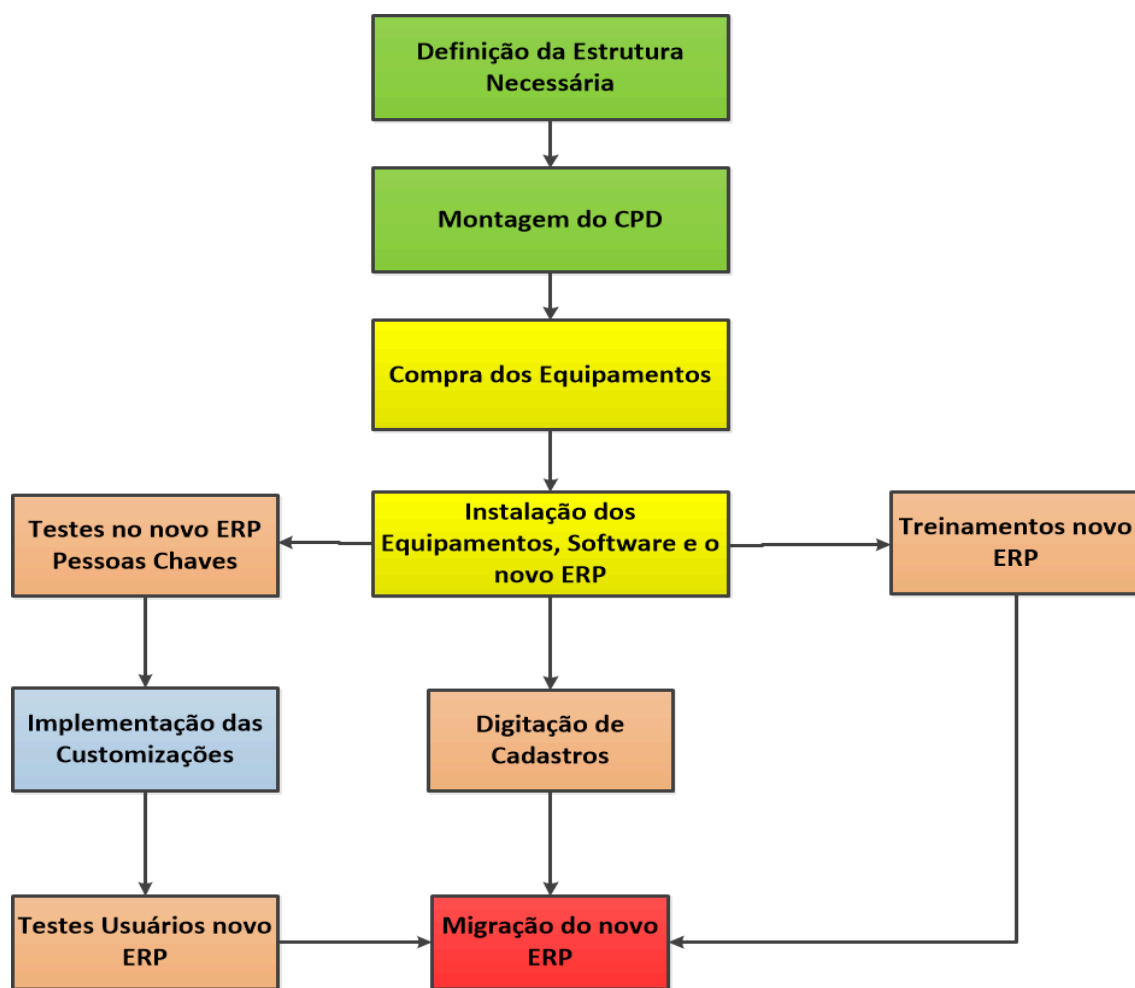 Definição da Estrutura
Necessária
Montagem do CPD
Compra dos Equipamentos
Testes no novo ERP
Pessoas Chaves
Instalação dos
Equipamentos, Software e o
novo ERP
Treinamentos novo
ERP
Implementação das
Customizações
Digitação de
Cadastros
Testes Usuários novo
ERP
Migração do novo
ERP